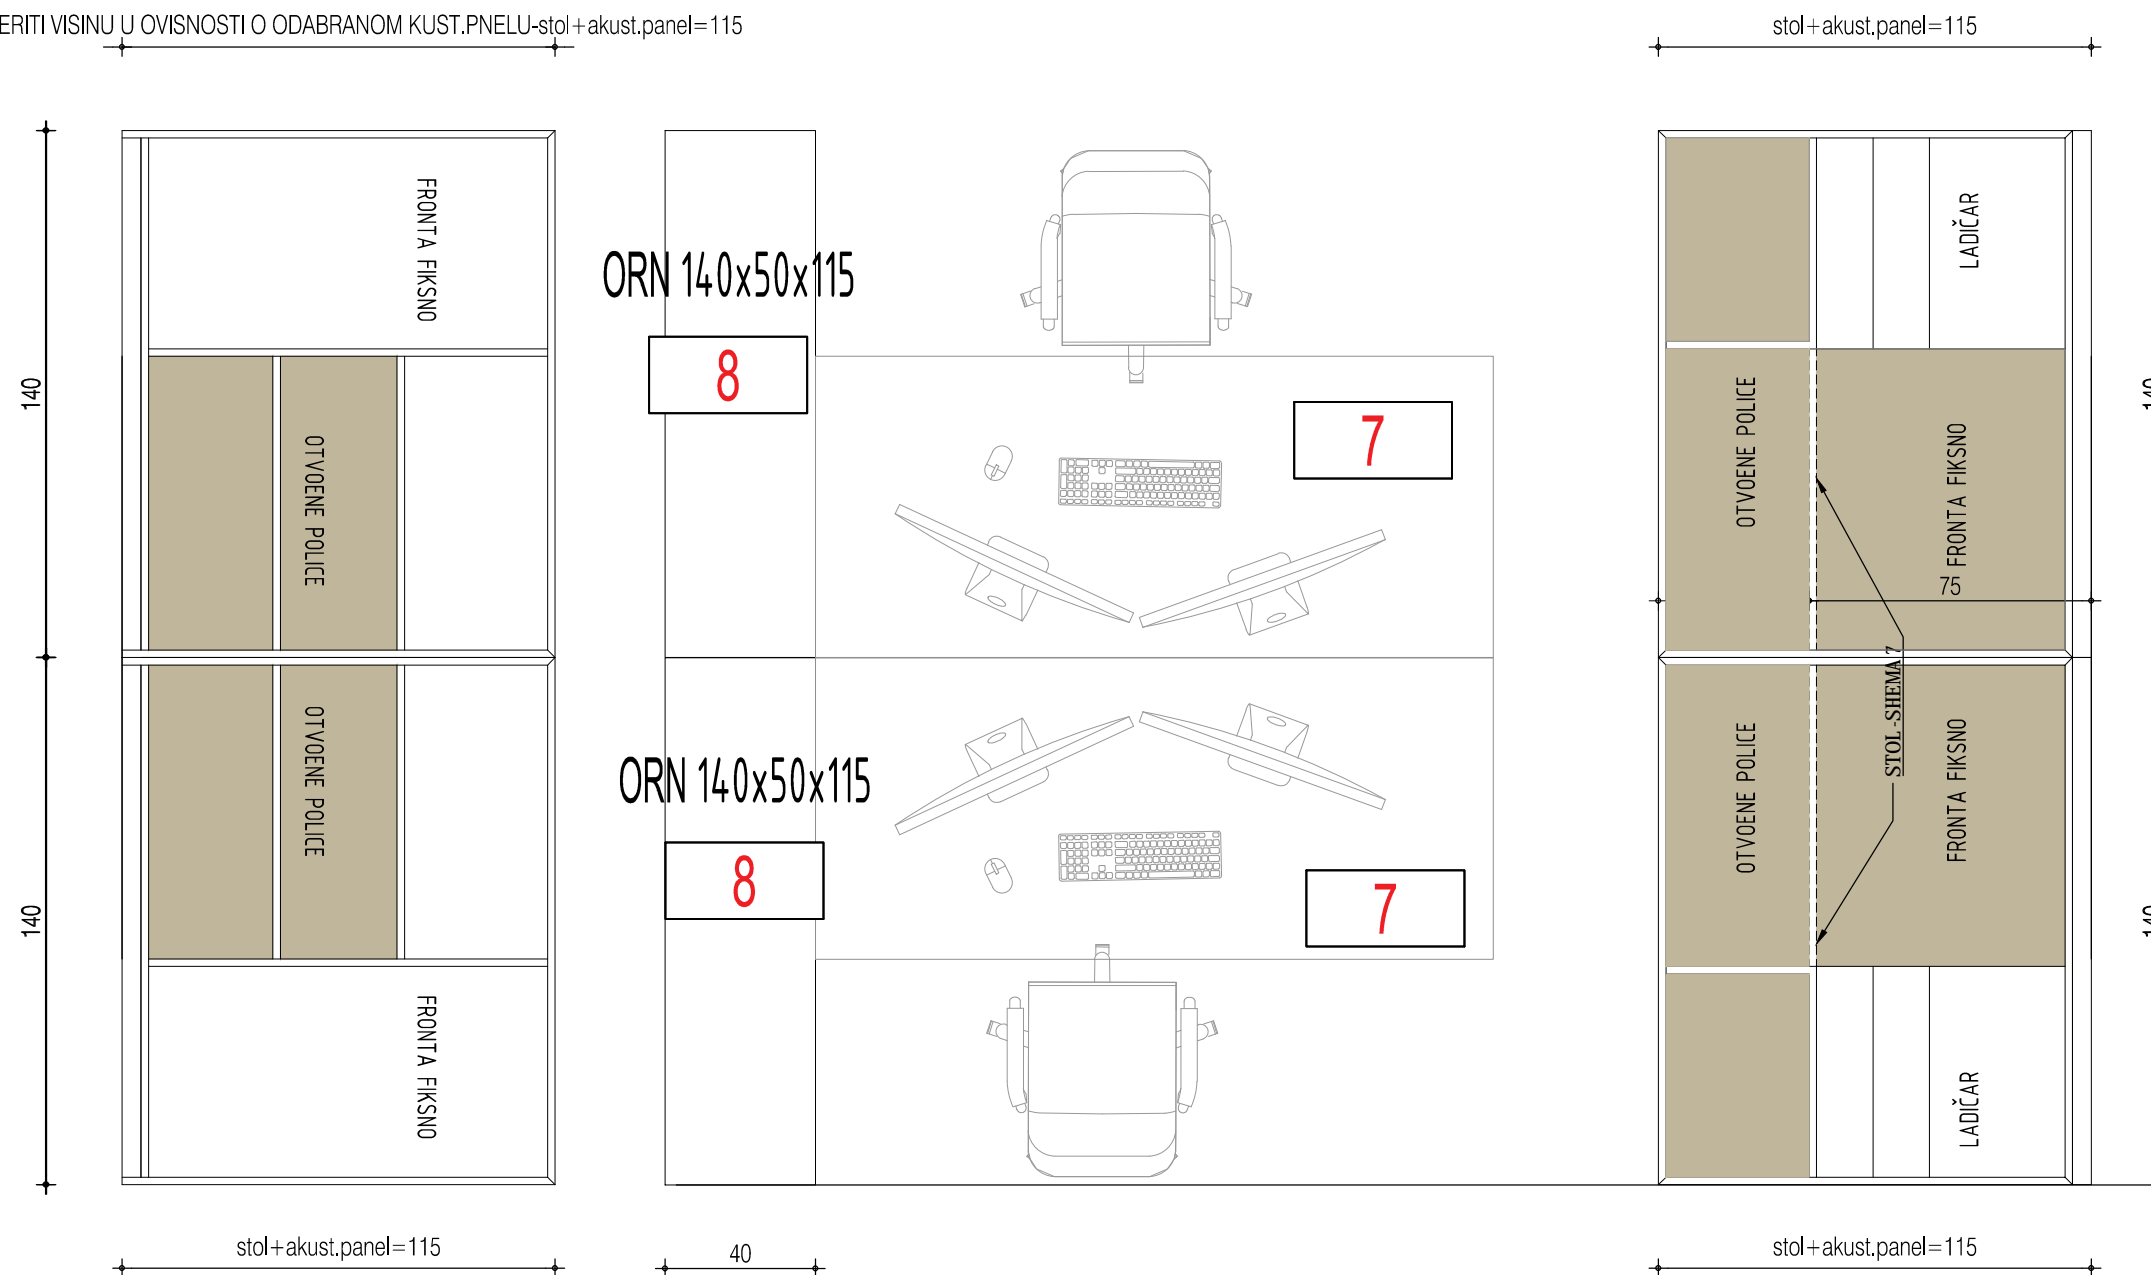 ERITI VISINU U OVISNOSTI O ODABRANOM KUST.PNELU-stol+akust.panel=115
stol+akust.panel=115
FRONTA FIKSNO
ORN 140x50x115
8
7
LADIČAR
140
OTVOENE POLICE
OTVOENE POLICE
FRONTA FIKSNO
140
75
STOL-SHEMA 7
OTVOENE POLICE
ORN 140x50x115
8
7
OTVOENE POLICE
FRONTA FIKSNO
140
140
FRONTA FIKSNO
LADIČAR
stol+akust.panel=115
40
stol+akust.panel=115